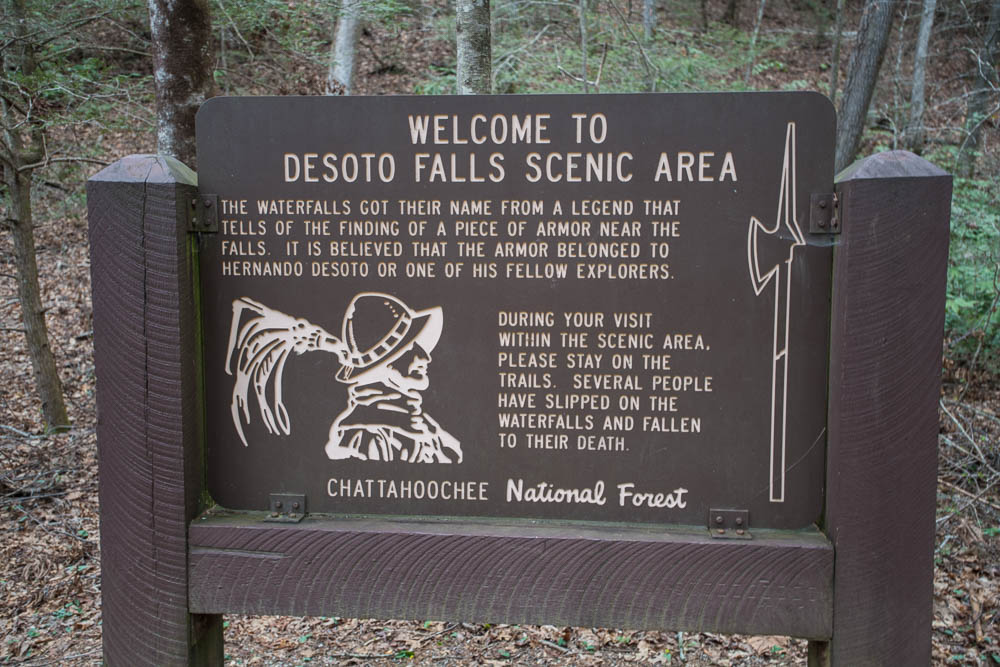 WELCOME TO
DESOTO FALLS SCENIC AREA
THE WATERFALLS GOT THEIR NAME FROM A LEGEND THAT
TELLS OF THE FINDING OF A PIECE OF ARMOR NEAR THE
FALLS. IT IS BELIEVED THAT THE ARMOR BELONGED TO
HERNANDO DESOTO OR ONE OF HIS FELLOW EXPLORERS.
DURING YOUR VISIT
WITHIN THE SCENIC AREA,
PLEASE STAY ON THE
TRAILS. SEVERAL PEOPLE
HAVE SLIPPED ON THE
WATERFALLS AND FALLEN
TO THEIR DEATH.
CHATTAHOOCHEE National Forest